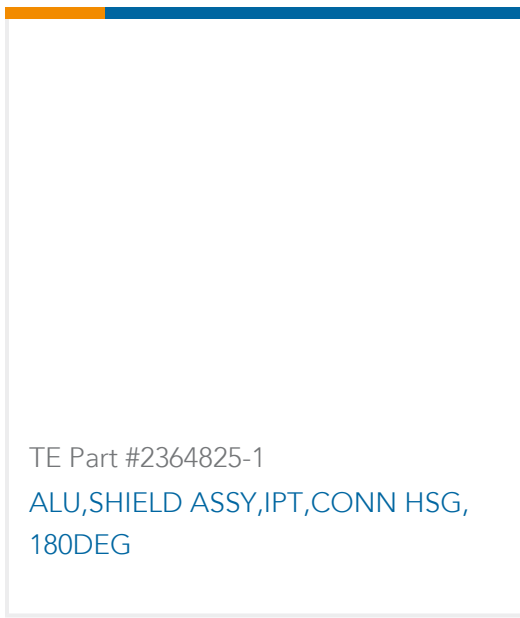 TE Part #2364825-1
ALU,SHIELD ASSY,IPT,CONN HSG,
180DEG